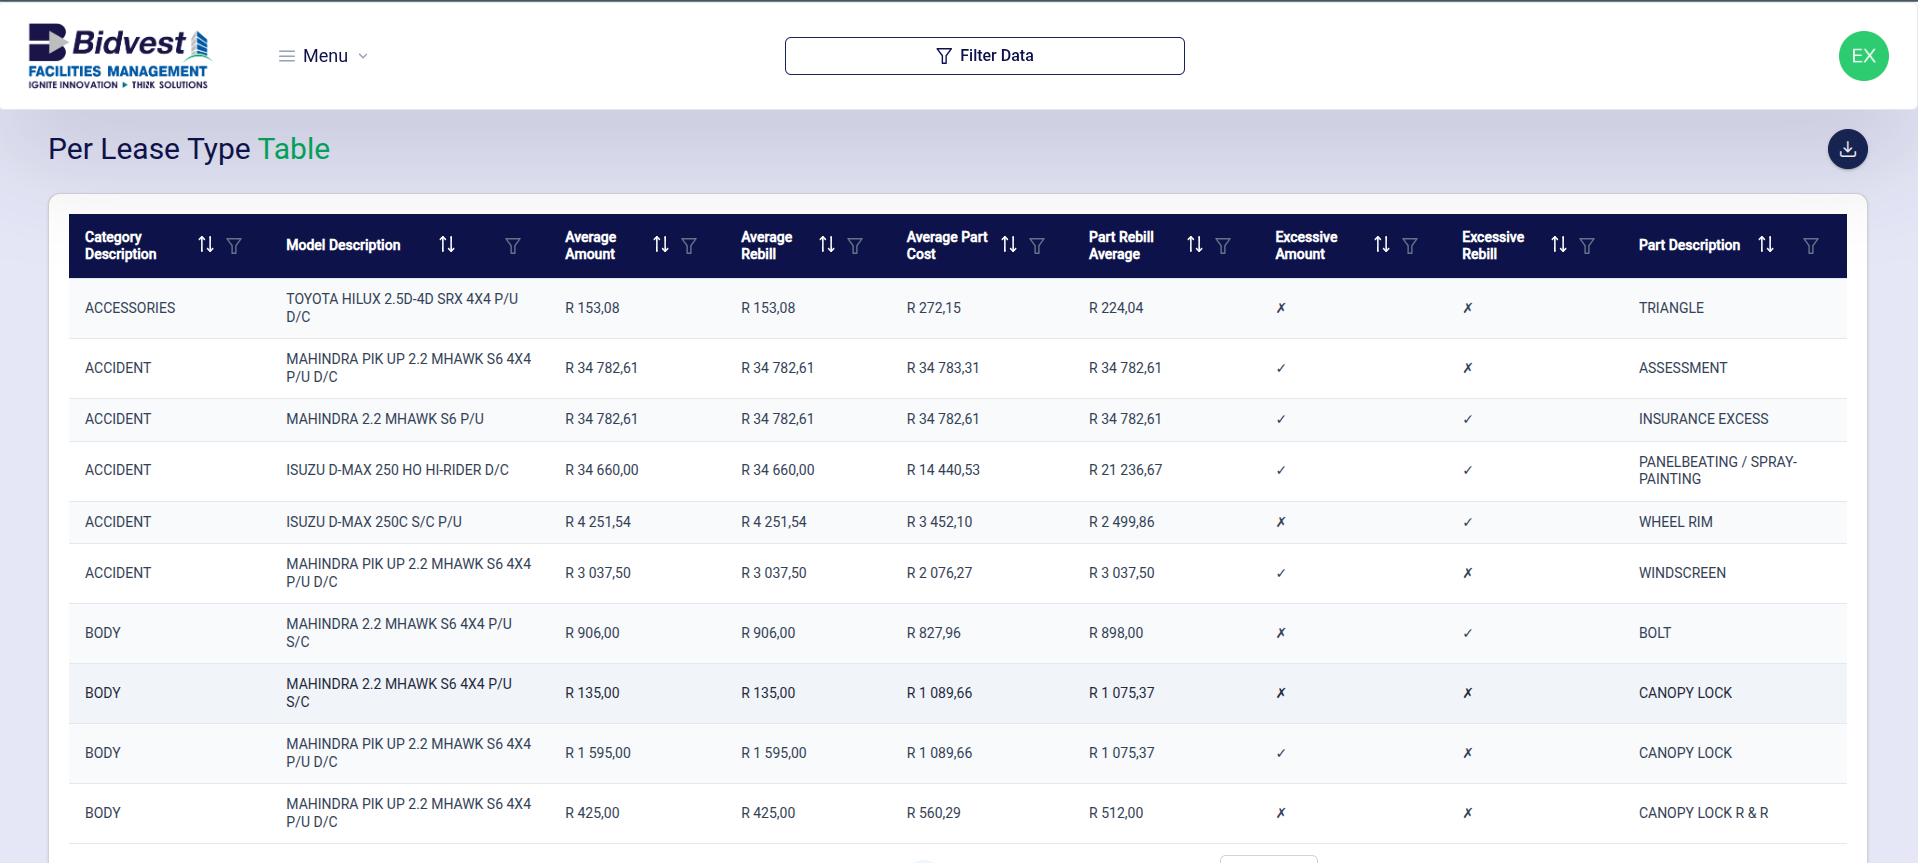 Bidvest
FACILITIES MANAGEMENT
IGNITE INNOVATION ▸ TH!2K SOLUTIONS
Menu
Filter Data
EX
Per Lease Type Table
Category Description Model Description Average Amount Average Rebill Average Part Cost Part Rebill Average Excessive Amount Excessive Rebill Part Description
ACCESSORIES TOYOTA HILUX 2.5D-4D SRX 4X4 P/U D/C R 153,08 R 153,08 R 272,15 R 224,04 ✗ ✗ TRIANGLE
ACCIDENT MAHINDRA PIK UP 2.2 MHAWK S6 4X4 P/U D/C R 34 782,61 R 34 782,61 R 34 783,31 R 34 782,61 ✓ ✗ ASSESSMENT
ACCIDENT MAHINDRA 2.2 MHAWK S6 P/U R 34 782,61 R 34 782,61 R 34 782,61 R 34 782,61 ✓ ✓ INSURANCE EXCESS
ACCIDENT ISUZU D-MAX 250 HO HI-RIDER D/C R 34 660,00 R 34 660,00 R 14 440,53 R 21 236,67 ✓ ✓ PANELBEATING / SPRAY-PAINTING
ACCIDENT ISUZU D-MAX 250C S/C P/U R 4 251,54 R 4 251,54 R 3 452,10 R 2 499,86 ✗ ✓ WHEEL RIM
ACCIDENT MAHINDRA PIK UP 2.2 MHAWK S6 4X4 P/U D/C R 3 037,50 R 3 037,50 R 2 076,27 R 3 037,50 ✓ ✗ WINDSCREEN
BODY MAHINDRA 2.2 MHAWK S6 4X4 P/U S/C R 906,00 R 906,00 R 827,96 R 898,00 ✗ ✓ BOLT
BODY MAHINDRA 2.2 MHAWK S6 4X4 P/U S/C R 135,00 R 135,00 R 1 089,66 R 1 075,37 ✗ ✗ CANOPY LOCK
BODY MAHINDRA PIK UP 2.2 MHAWK S6 4X4 P/U D/C R 1 595,00 R 1 595,00 R 1 089,66 R 1 075,37 ✓ ✗ CANOPY LOCK
BODY MAHINDRA PIK UP 2.2 MHAWK S6 4X4 P/U D/C R 425,00 R 425,00 R 560,29 R 512,00 ✗ ✗ CANOPY LOCK R & R